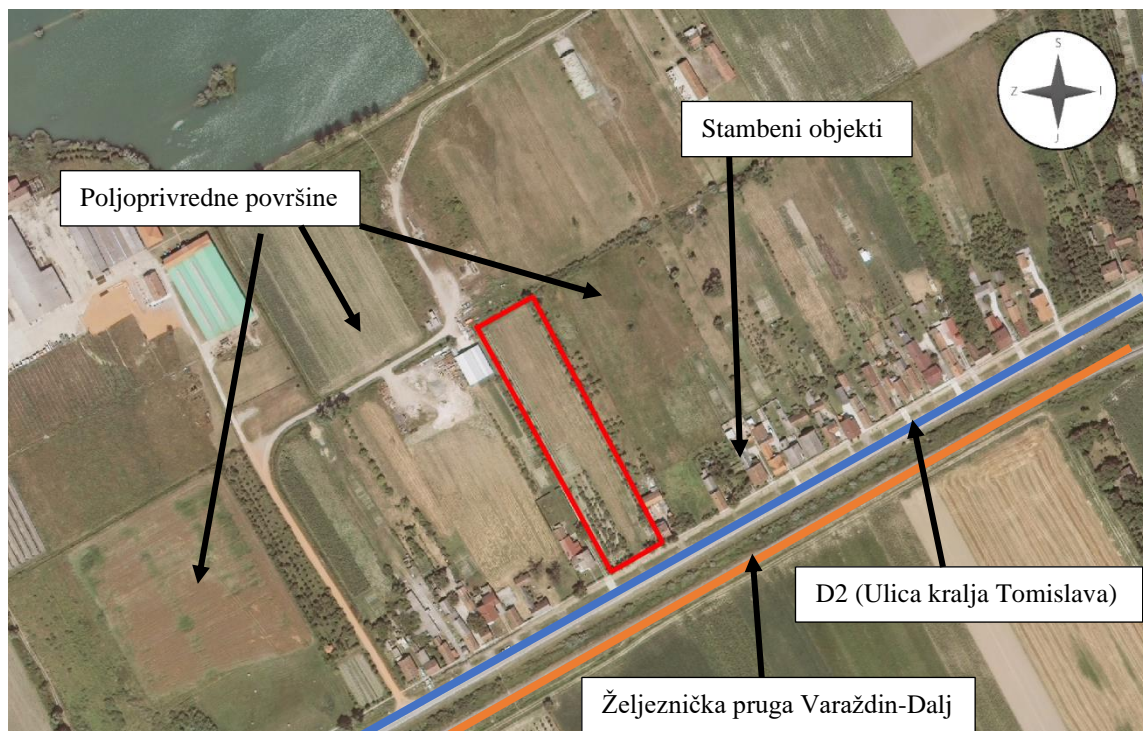 S
Z
I
J
Stambeni objekti
Poljoprivredne površine
D2 (Ulica kralja Tomislava)
Željeznička pruga Varaždin-Dalj